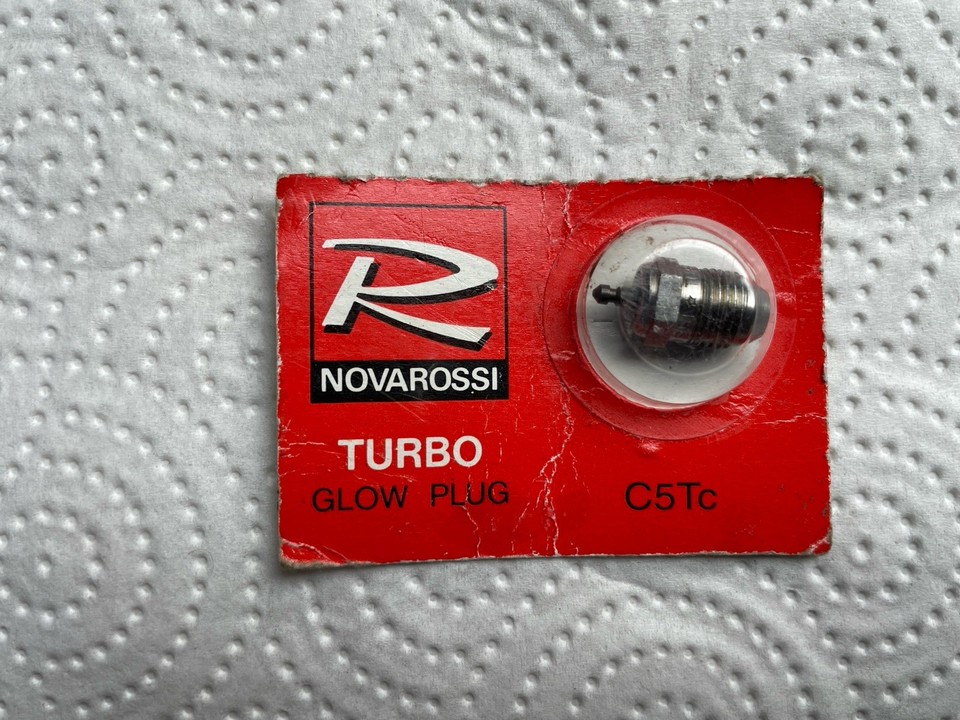 R
NOVAROSSI
TURBO
GLOW PLUG
C5Tc